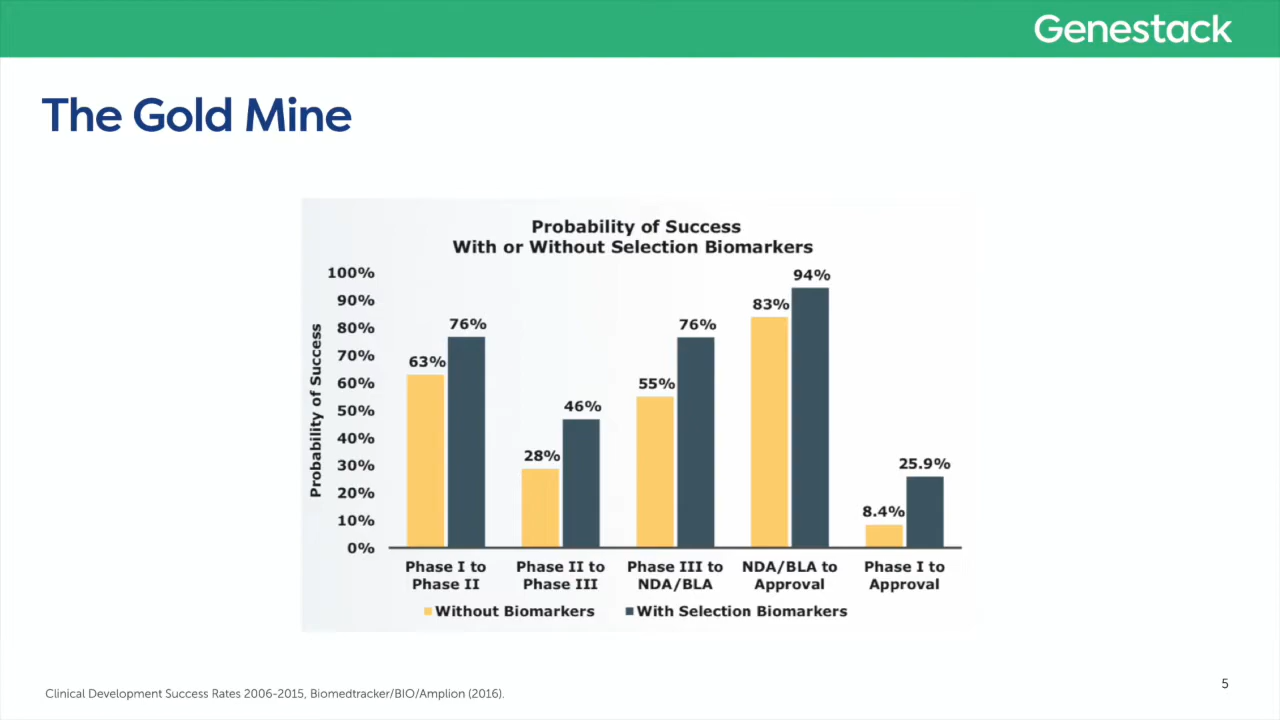 Genestack
The Gold Mine
Probability of Success
With or Without Selection Biomarkers
Probability of Success
100%
90%
80%
70%
60%
50%
40%
30%
20%
10%
0%
63%
76%
28%
46%
55%
76%
83%
94%
8.4%
25.9%
Phase I to
Phase II
Phase II to
Phase III
Phase III to
NDA/BLA
NDA/BLA to
Approval
Phase I to
Approval
Without Biomarkers
With Selection Biomarkers
Clinical Development Success Rates 2006-2015, Biomedtracker/BIO/Amplion (2016).
5